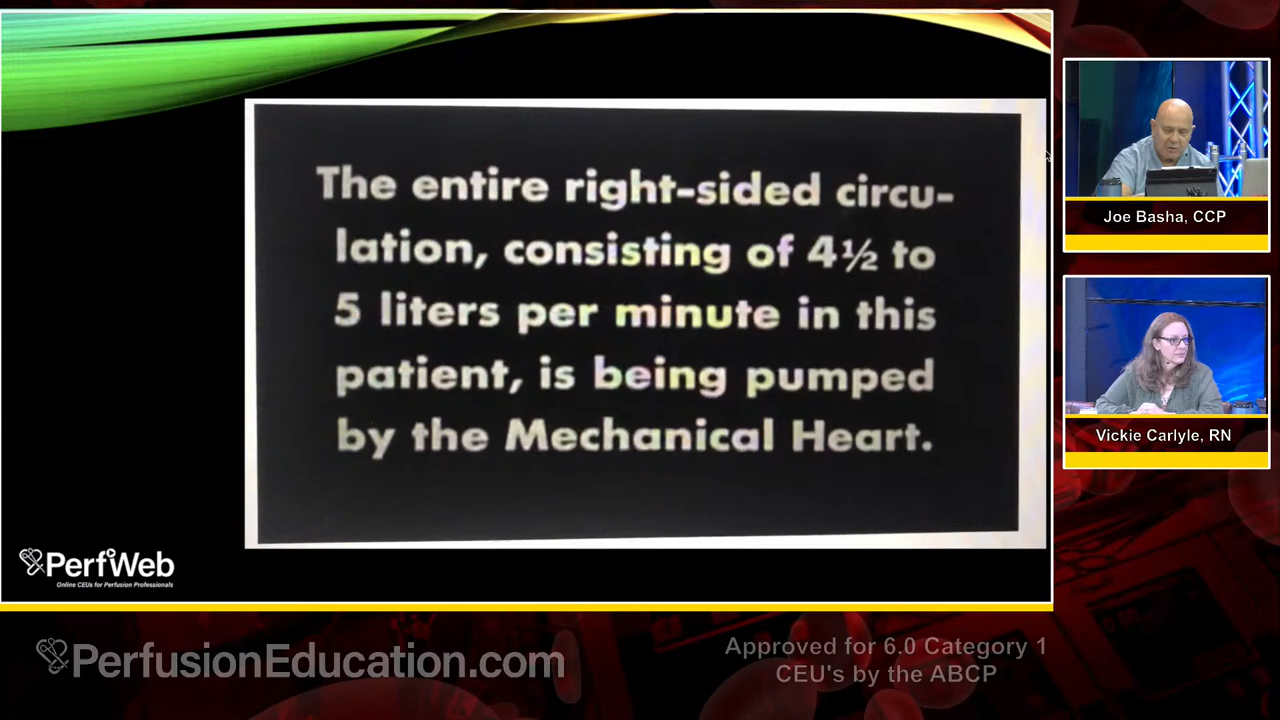 The entire right-sided circu-
lation, consisting of 4½ to
5 liters per minute in this
patient, is being pumped
by the Mechanical Heart.
Joe Basha, CCP
Vickie Carlyle, RN
PerfWeb
Online CEUs for Perfusion Professionals
PerfusionEducation.com
Approved for 6.0 Category 1
CEU's by the ABCP